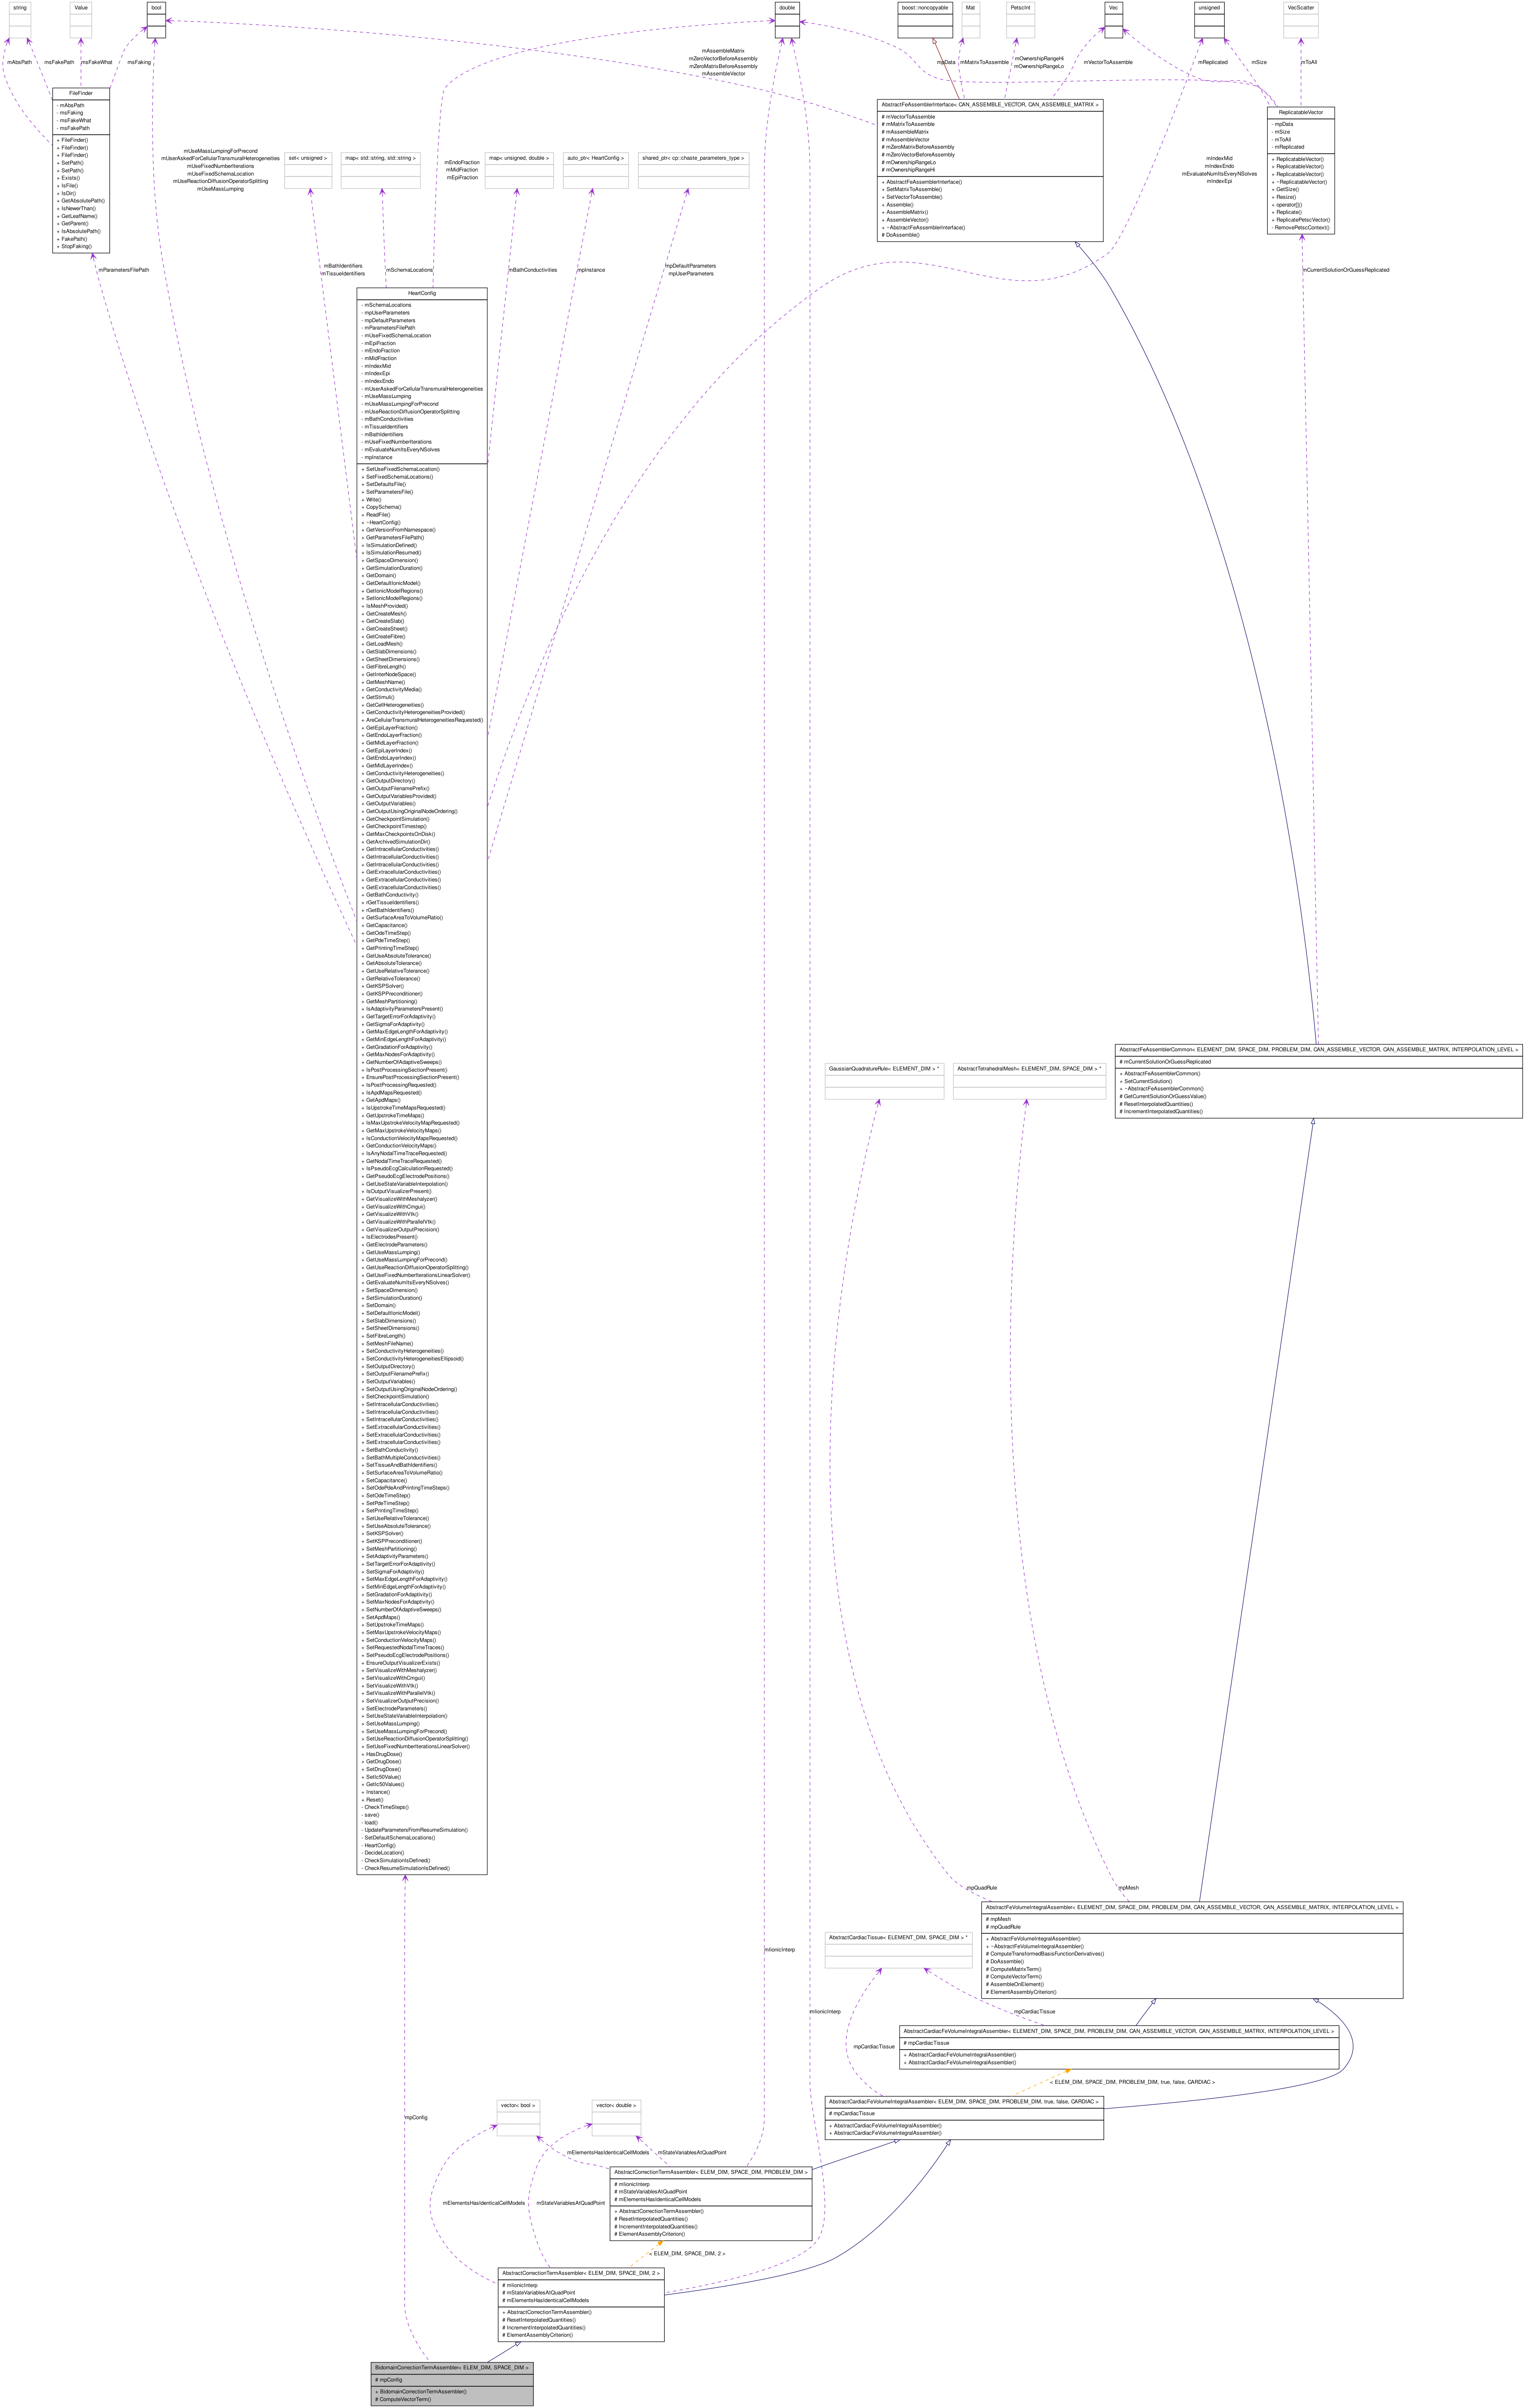 string
Value
bool
double
boost::noncopyable
Mat
PetscInt
Vec
unsigned
VecScatter
mAbsPath
msFakePath
msFakeWhat
msFaking
mAssembleMatrix
mZeroVectorBeforeAssembly
mZeroMatrixBeforeAssembly
mAssembleVector
mpData
mMatrixToAssemble
mOwnershipRangeHi
mOwnershipRangeLo
mVectorToAssemble
mReplicated
mSize
mToAll
FileFinder
- mAbsPath
- msFaking
- msFakeWhat
- msFakePath
+ FileFinder()
+ FileFinder()
+ FileFinder()
+ SetPath()
+ SetPath()
+ Exists()
+ IsFile()
+ IsDir()
+ GetAbsolutePath()
+ IsNewerThan()
+ GetLeafName()
+ GetParent()
+ IsAbsolutePath()
+ FakePath()
+ StopFaking()
AbstractFeAssemblerInterface< CAN_ASSEMBLE_VECTOR, CAN_ASSEMBLE_MATRIX >
# mVectorToAssemble
# mMatrixToAssemble
# mAssembleMatrix
# mAssembleVector
# mZeroMatrixBeforeAssembly
# mZeroVectorBeforeAssembly
# mOwnershipRangeLo
# mOwnershipRangeHi
+ AbstractFeAssemblerInterface()
+ SetMatrixToAssemble()
+ SetVectorToAssemble()
+ Assemble()
+ AssembleMatrix()
+ AssembleVector()
+ ~AbstractFeAssemblerInterface()
# DoAssemble()
ReplicatableVector
- mpData
- mSize
- mToAll
- mReplicated
+ ReplicatableVector()
+ ReplicatableVector()
+ ReplicatableVector()
+ ~ReplicatableVector()
+ GetSize()
+ Resize()
+ operator[]()
+ Replicate()
+ ReplicatePetscVector()
- RemovePetscContext()
mUseMassLumpingForPrecond
mUserAskedForCellularTransmuralHeterogeneities
mUseFixedNumberIterations
mUseFixedSchemaLocation
mUseReactionDiffusionOperatorSplitting
mUseMassLumping
set< unsigned >
map< std::string, std::string >
mEndoFraction
mMidFraction
mEpiFraction
map< unsigned, double >
auto_ptr< HeartConfig >
shared_ptr< cp::chaste_parameters_type >
mIndexMid
mIndexEndo
mEvaluateNumItsEveryNSolves
mIndexEpi
mParametersFilePath
mBathIdentifiers
mTissueIdentifiers
mSchemaLocations
mBathConductivities
mpInstance
mpDefaultParameters
mpUserParameters
mCurrentSolutionOrGuessReplicated
HeartConfig
- mSchemaLocations
- mpUserParameters
- mpDefaultParameters
- mParametersFilePath
- mUseFixedSchemaLocation
- mEpiFraction
- mEndoFraction
- mMidFraction
- mIndexMid
- mIndexEpi
- mIndexEndo
- mUserAskedForCellularTransmuralHeterogeneities
- mUseMassLumping
- mUseMassLumpingForPrecond
- mUseReactionDiffusionOperatorSplitting
- mBathConductivities
- mTissueIdentifiers
- mBathIdentifiers
- mUseFixedNumberIterations
- mEvaluateNumItsEveryNSolves
- mpInstance
+ SetUseFixedSchemaLocation()
+ SetFixedSchemaLocations()
+ SetDefaultsFile()
+ SetParametersFile()
+ Write()
+ CopySchema()
+ ReadFile()
+ ~HeartConfig()
+ GetVersionFromNamespace()
+ GetParametersFilePath()
+ IsSimulationDefined()
+ IsSimulationResumed()
+ GetSpaceDimension()
+ GetSimulationDuration()
+ GetDomain()
+ GetDefaultIonicModel()
+ GetIonicModelRegions()
+ SetIonicModelRegions()
+ IsMeshProvided()
+ GetCreateMesh()
+ GetCreateSlab()
+ GetCreateSheet()
+ GetCreateFibre()
+ GetLoadMesh()
+ GetSlabDimensions()
+ GetSheetDimensions()
+ GetFibreLength()
+ GetInterNodeSpace()
+ GetMeshName()
+ GetConductivityMedia()
+ GetStimuli()
+ GetCellHeterogeneities()
+ GetConductivityHeterogeneitiesProvided()
+ AreCellularTransmuralHeterogeneitiesRequested()
+ GetEpiLayerFraction()
+ GetEndoLayerFraction()
+ GetMidLayerFraction()
+ GetEpiLayerIndex()
+ GetEndoLayerIndex()
+ GetMidLayerIndex()
+ GetConductivityHeterogeneities()
+ GetOutputDirectory()
+ GetOutputFilenamePrefix()
+ GetOutputVariablesProvided()
+ GetOutputVariables()
+ GetOutputUsingOriginalNodeOrdering()
+ GetCheckpointSimulation()
+ GetCheckpointTimestep()
+ GetMaxCheckpointsOnDisk()
+ GetArchivedSimulationDir()
+ GetIntracellularConductivities()
+ GetIntracellularConductivities()
+ GetIntracellularConductivities()
+ GetExtracellularConductivities()
+ GetExtracellularConductivities()
+ GetExtracellularConductivities()
+ GetBathConductivity()
+ rGetTissueIdentifiers()
+ rGetBathIdentifiers()
+ GetSurfaceAreaToVolumeRatio()
+ GetCapacitance()
+ GetOdeTimeStep()
+ GetPdeTimeStep()
+ GetPrintingTimeStep()
+ GetUseAbsoluteTolerance()
+ GetAbsoluteTolerance()
+ GetUseRelativeTolerance()
+ GetRelativeTolerance()
+ GetKSPSolver()
+ GetKSPPreconditioner()
+ GetMeshPartitioning()
+ IsAdaptivityParametersPresent()
+ GetTargetErrorForAdaptivity()
+ GetSigmaForAdaptivity()
+ GetMaxEdgeLengthForAdaptivity()
+ GetMinEdgeLengthForAdaptivity()
+ GetGradationForAdaptivity()
+ GetMaxNodesForAdaptivity()
+ GetNumberOfAdaptiveSweeps()
+ IsPostProcessingSectionPresent()
+ EnsurePostProcessingSectionPresent()
+ IsPostProcessingRequested()
+ IsApdMapsRequested()
+ GetApdMaps()
+ IsUpstrokeTimeMapsRequested()
+ GetUpstrokeTimeMaps()
+ IsMaxUpstrokeVelocityMapRequested()
+ GetMaxUpstrokeVelocityMaps()
+ IsConductionVelocityMapsRequested()
+ GetConductionVelocityMaps()
+ IsAnyNodalTimeTraceRequested()
+ GetNodalTimeTraceRequested()
+ IsPseudoEcgCalculationRequested()
+ GetPseudoEcgElectrodePositions()
+ GetUseStateVariableInterpolation()
+ IsOutputVisualizerPresent()
+ GetVisualizeWithMeshalyzer()
+ GetVisualizeWithCmgui()
+ GetVisualizeWithVtk()
+ GetVisualizeWithParallelVtk()
+ GetVisualizerOutputPrecision()
+ IsElectrodesPresent()
+ GetElectrodeParameters()
+ GetUseMassLumping()
+ GetUseMassLumpingForPrecond()
+ GetUseReactionDiffusionOperatorSplitting()
+ GetUseFixedNumberIterationsLinearSolver()
+ GetEvaluateNumItsEveryNSolves()
+ SetSpaceDimension()
+ SetSimulationDuration()
+ SetDomain()
+ SetDefaultIonicModel()
+ SetSlabDimensions()
+ SetSheetDimensions()
+ SetFibreLength()
+ SetMeshFileName()
+ SetConductivityHeterogeneities()
+ SetConductivityHeterogeneitiesEllipsoid()
+ SetOutputDirectory()
+ SetOutputFilenamePrefix()
+ SetOutputVariables()
+ SetOutputUsingOriginalNodeOrdering()
+ SetCheckpointSimulation()
+ SetIntracellularConductivities()
+ SetIntracellularConductivities()
+ SetIntracellularConductivities()
+ SetExtracellularConductivities()
+ SetExtracellularConductivities()
+ SetExtracellularConductivities()
+ SetBathConductivity()
+ SetBathMultipleConductivities()
+ SetTissueAndBathIdentifiers()
+ SetSurfaceAreaToVolumeRatio()
+ SetCapacitance()
+ SetOdePdeAndPrintingTimeSteps()
+ SetOdeTimeStep()
+ SetPdeTimeStep()
+ SetPrintingTimeStep()
+ SetUseRelativeTolerance()
+ SetUseAbsoluteTolerance()
+ SetKSPSolver()
+ SetKSPPreconditioner()
+ SetMeshPartitioning()
+ SetAdaptivityParameters()
+ SetTargetErrorForAdaptivity()
+ SetSigmaForAdaptivity()
+ SetMaxEdgeLengthForAdaptivity()
+ SetMinEdgeLengthForAdaptivity()
+ SetGradationForAdaptivity()
+ SetMaxNodesForAdaptivity()
+ SetNumberOfAdaptiveSweeps()
+ SetApdMaps()
+ SetUpstrokeTimeMaps()
+ SetMaxUpstrokeVelocityMaps()
+ SetConductionVelocityMaps()
+ SetRequestedNodalTimeTraces()
+ SetPseudoEcgElectrodePositions()
+ EnsureOutputVisualizerExists()
+ SetVisualizeWithMeshalyzer()
+ SetVisualizeWithCmgui()
+ SetVisualizeWithVtk()
+ SetVisualizeWithParallelVtk()
+ SetVisualizerOutputPrecision()
+ SetElectrodeParameters()
+ SetUseStateVariableInterpolation()
+ SetUseMassLumping()
+ SetUseMassLumpingForPrecond()
+ SetUseReactionDiffusionOperatorSplitting()
+ SetUseFixedNumberIterationsLinearSolver()
+ HasDrugDose()
+ GetDrugDose()
+ SetDrugDose()
+ SetIc50Value()
+ GetIc50Values()
+ Instance()
+ Reset()
- CheckTimeSteps()
- save()
- load()
- UpdateParametersFromResumeSimulation()
- SetDefaultSchemaLocations()
- HeartConfig()
- DecideLocation()
- CheckSimulationIsDefined()
- CheckResumeSimulationIsDefined()
AbstractFeAssemblerCommon< ELEMENT_DIM, SPACE_DIM, PROBLEM_DIM, CAN_ASSEMBLE_VECTOR, CAN_ASSEMBLE_MATRIX, INTERPOLATION_LEVEL >
# mCurrentSolutionOrGuessReplicated
+ AbstractFeAssemblerCommon()
+ SetCurrentSolution()
+ ~AbstractFeAssemblerCommon()
# GetCurrentSolutionOrGuessValue()
# ResetInterpolatedQuantities()
# IncrementInterpolatedQuantities()
GaussianQuadratureRule< ELEMENT_DIM > *
AbstractTetrahedralMesh< ELEMENT_DIM, SPACE_DIM > *
mpQuadRule
mpMesh
AbstractFeVolumeIntegralAssembler< ELEMENT_DIM, SPACE_DIM, PROBLEM_DIM, CAN_ASSEMBLE_VECTOR, CAN_ASSEMBLE_MATRIX, INTERPOLATION_LEVEL >
# mpMesh
# mpQuadRule
+ AbstractFeVolumeIntegralAssembler()
+ ~AbstractFeVolumeIntegralAssembler()
# ComputeTransformedBasisFunctionDerivatives()
# DoAssemble()
# ComputeMatrixTerm()
# ComputeVectorTerm()
# AssembleOnElement()
# ElementAssemblyCriterion()
AbstractCardiacTissue< ELEMENT_DIM, SPACE_DIM > *
mIonicInterp
mIonicInterp
mpCardiacTissue
mpCardiacTissue
AbstractCardiacFeVolumeIntegralAssembler< ELEMENT_DIM, SPACE_DIM, PROBLEM_DIM, CAN_ASSEMBLE_VECTOR, CAN_ASSEMBLE_MATRIX, INTERPOLATION_LEVEL >
# mpCardiacTissue
+ AbstractCardiacFeVolumeIntegralAssembler()
+ AbstractCardiacFeVolumeIntegralAssembler()
< ELEM_DIM, SPACE_DIM, PROBLEM_DIM, true, false, CARDIAC >
AbstractCardiacFeVolumeIntegralAssembler< ELEM_DIM, SPACE_DIM, PROBLEM_DIM, true, false, CARDIAC >
# mpCardiacTissue
+ AbstractCardiacFeVolumeIntegralAssembler()
+ AbstractCardiacFeVolumeIntegralAssembler()
mpConfig
vector< bool >
vector< double >
mElementsHasIdenticalCellModels
mStateVariablesAtQuadPoint
AbstractCorrectionTermAssembler< ELEM_DIM, SPACE_DIM, PROBLEM_DIM >
# mIonicInterp
# mStateVariablesAtQuadPoint
# mElementsHasIdenticalCellModels
+ AbstractCorrectionTermAssembler()
# ResetInterpolatedQuantities()
# IncrementInterpolatedQuantities()
# ElementAssemblyCriterion()
mElementsHasIdenticalCellModels
mStateVariablesAtQuadPoint
< ELEM_DIM, SPACE_DIM, 2 >
AbstractCorrectionTermAssembler< ELEM_DIM, SPACE_DIM, 2 >
# mIonicInterp
# mStateVariablesAtQuadPoint
# mElementsHasIdenticalCellModels
+ AbstractCorrectionTermAssembler()
# ResetInterpolatedQuantities()
# IncrementInterpolatedQuantities()
# ElementAssemblyCriterion()
BidomainCorrectionTermAssembler< ELEM_DIM, SPACE_DIM >
# mpConfig
+ BidomainCorrectionTermAssembler()
# ComputeVectorTerm()